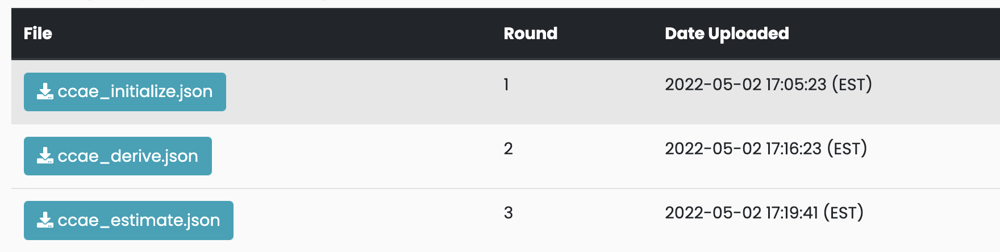 File Round Date Uploaded
ccae_initialize.json 1 2022-05-02 17:05:23 (EST)
ccae_derive.json 2 2022-05-02 17:16:23 (EST)
ccae_estimate.json 3 2022-05-02 17:19:41 (EST)